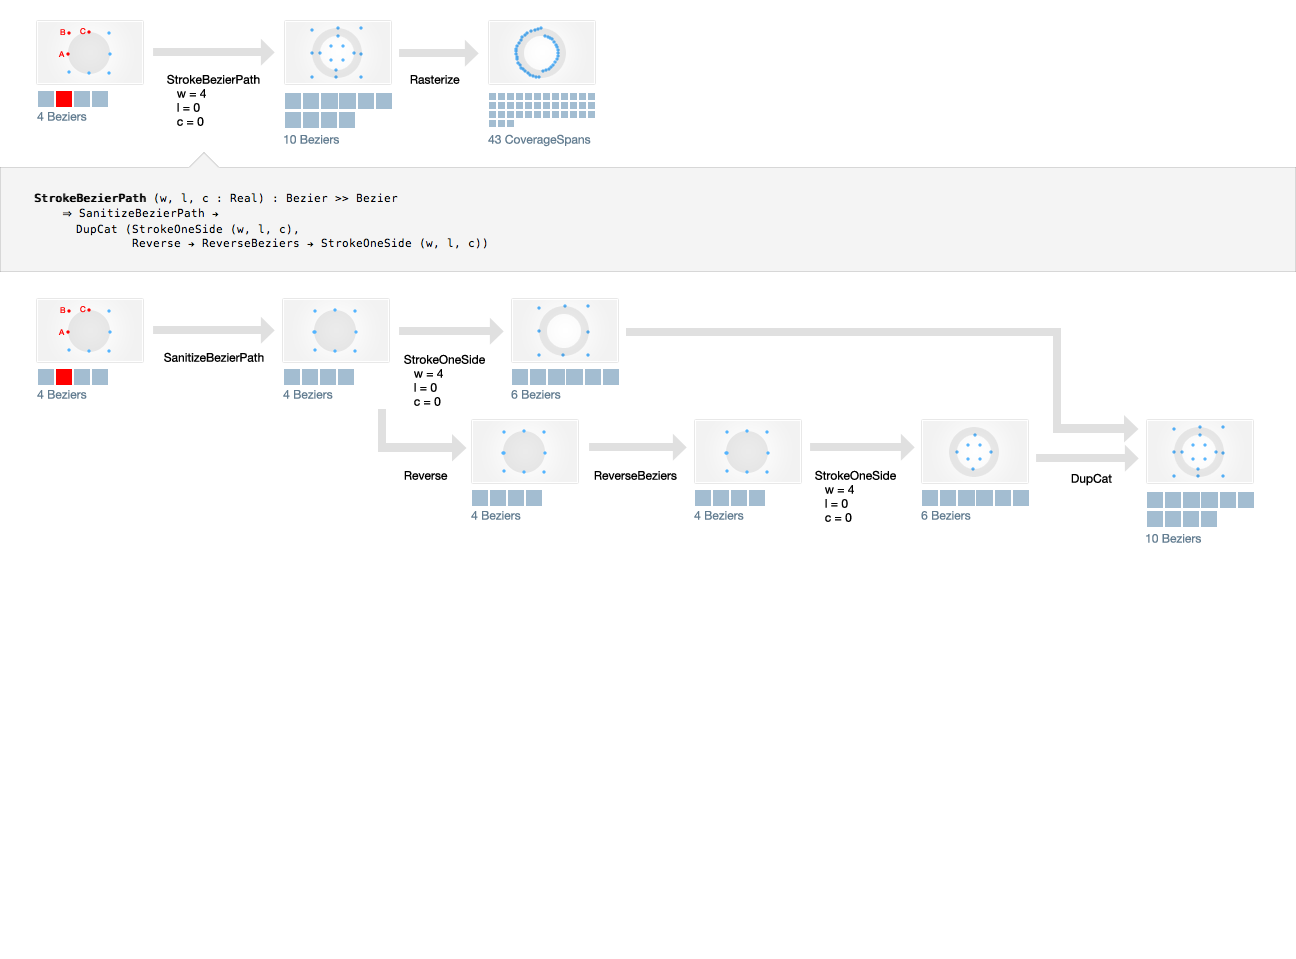 B C
A
4 Beziers
StrokeBezierPath
w = 4
l = 0
c = 0
10 Beziers
Rasterize
43 CoverageSpans
StrokeBezierPath (w, l, c : Real) : Bezier >> Bezier
⇒ SanitizeBezierPath →
DupCat (StrokeOneSide (w, l, c),
Reverse → ReverseBeziers → StrokeOneSide (w, l, c))
B C
A
4 Beziers
SanitizeBezierPath
4 Beziers
StrokeOneSide
w = 4
l = 0
c = 0
6 Beziers
Reverse
4 Beziers
ReverseBeziers
4 Beziers
StrokeOneSide
w = 4
l = 0
c = 0
6 Beziers
DupCat
10 Beziers